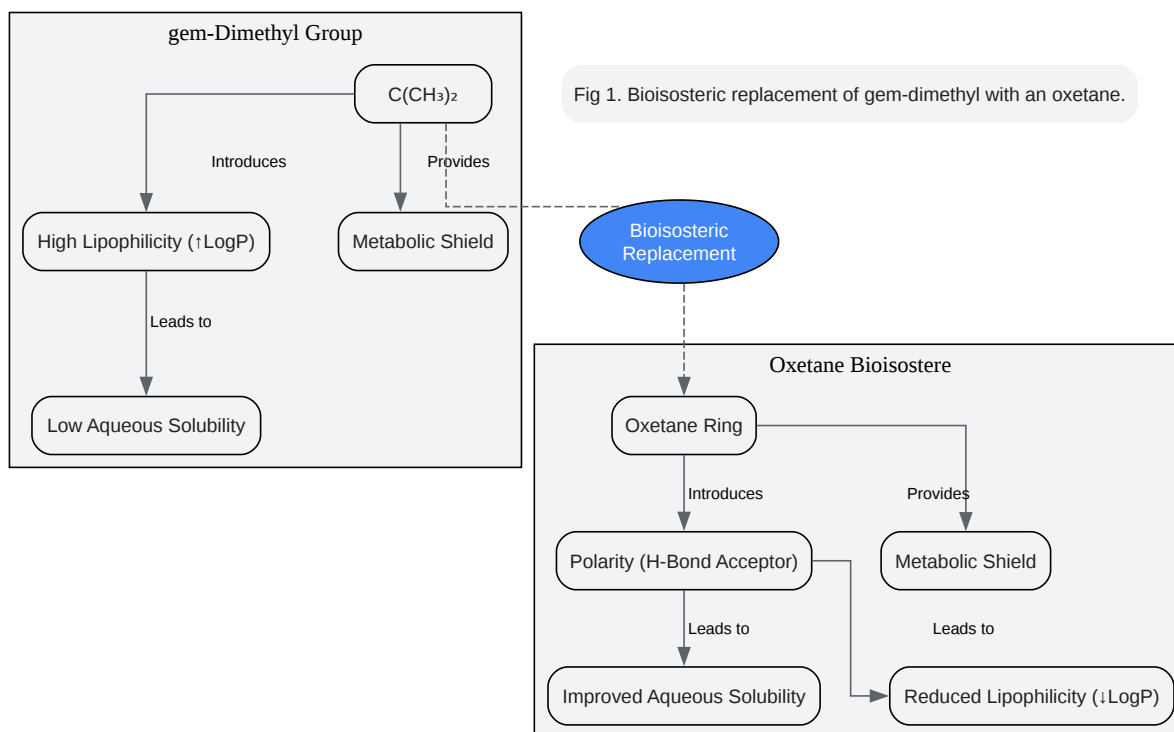 gem-Dimethyl Group
C(CH₃)₂
Fig 1. Bioisosteric replacement of gem-dimethyl with an oxetane.
Introduces
Provides
High Lipophilicity (↑LogP)
Metabolic Shield
Bioisosteric
Replacement
Leads to
Low Aqueous Solubility
Oxetane Bioisostere
Oxetane Ring
Introduces
Provides
Polarity (H-Bond Acceptor)
Metabolic Shield
Leads to
Leads to
Improved Aqueous Solubility
Reduced Lipophilicity (↓LogP)